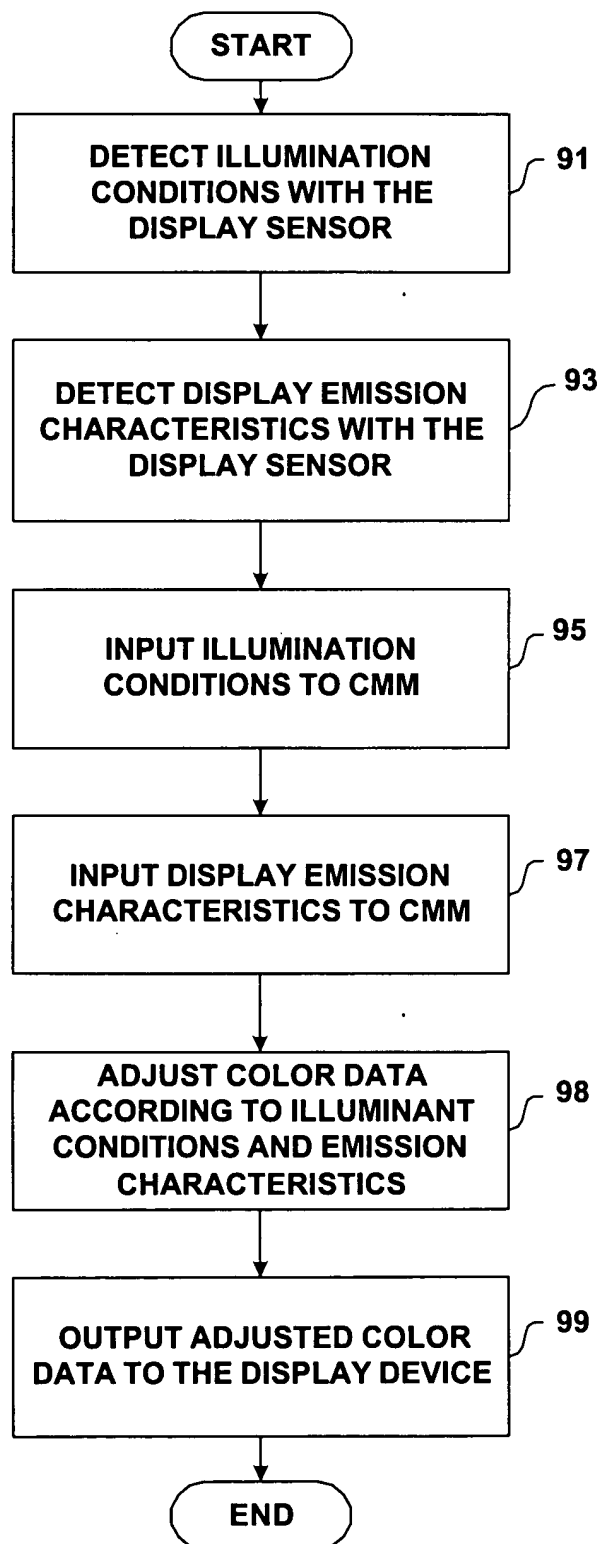 START
DETECT ILLUMINATION
CONDITIONS WITH THE
DISPLAY SENSOR
91
DETECT DISPLAY EMISSION
CHARACTERISTICS WITH THE
DISPLAY SENSOR
93
INPUT ILLUMINATION
CONDITIONS TO CMM
95
INPUT DISPLAY EMISSION
CHARACTERISTICS TO CMM
97
ADJUST COLOR DATA
ACCORDING TO ILLUMINANT
CONDITIONS AND EMISSION
CHARACTERISTICS
98
OUTPUT ADJUSTED COLOR
DATA TO THE DISPLAY DEVICE
99
END